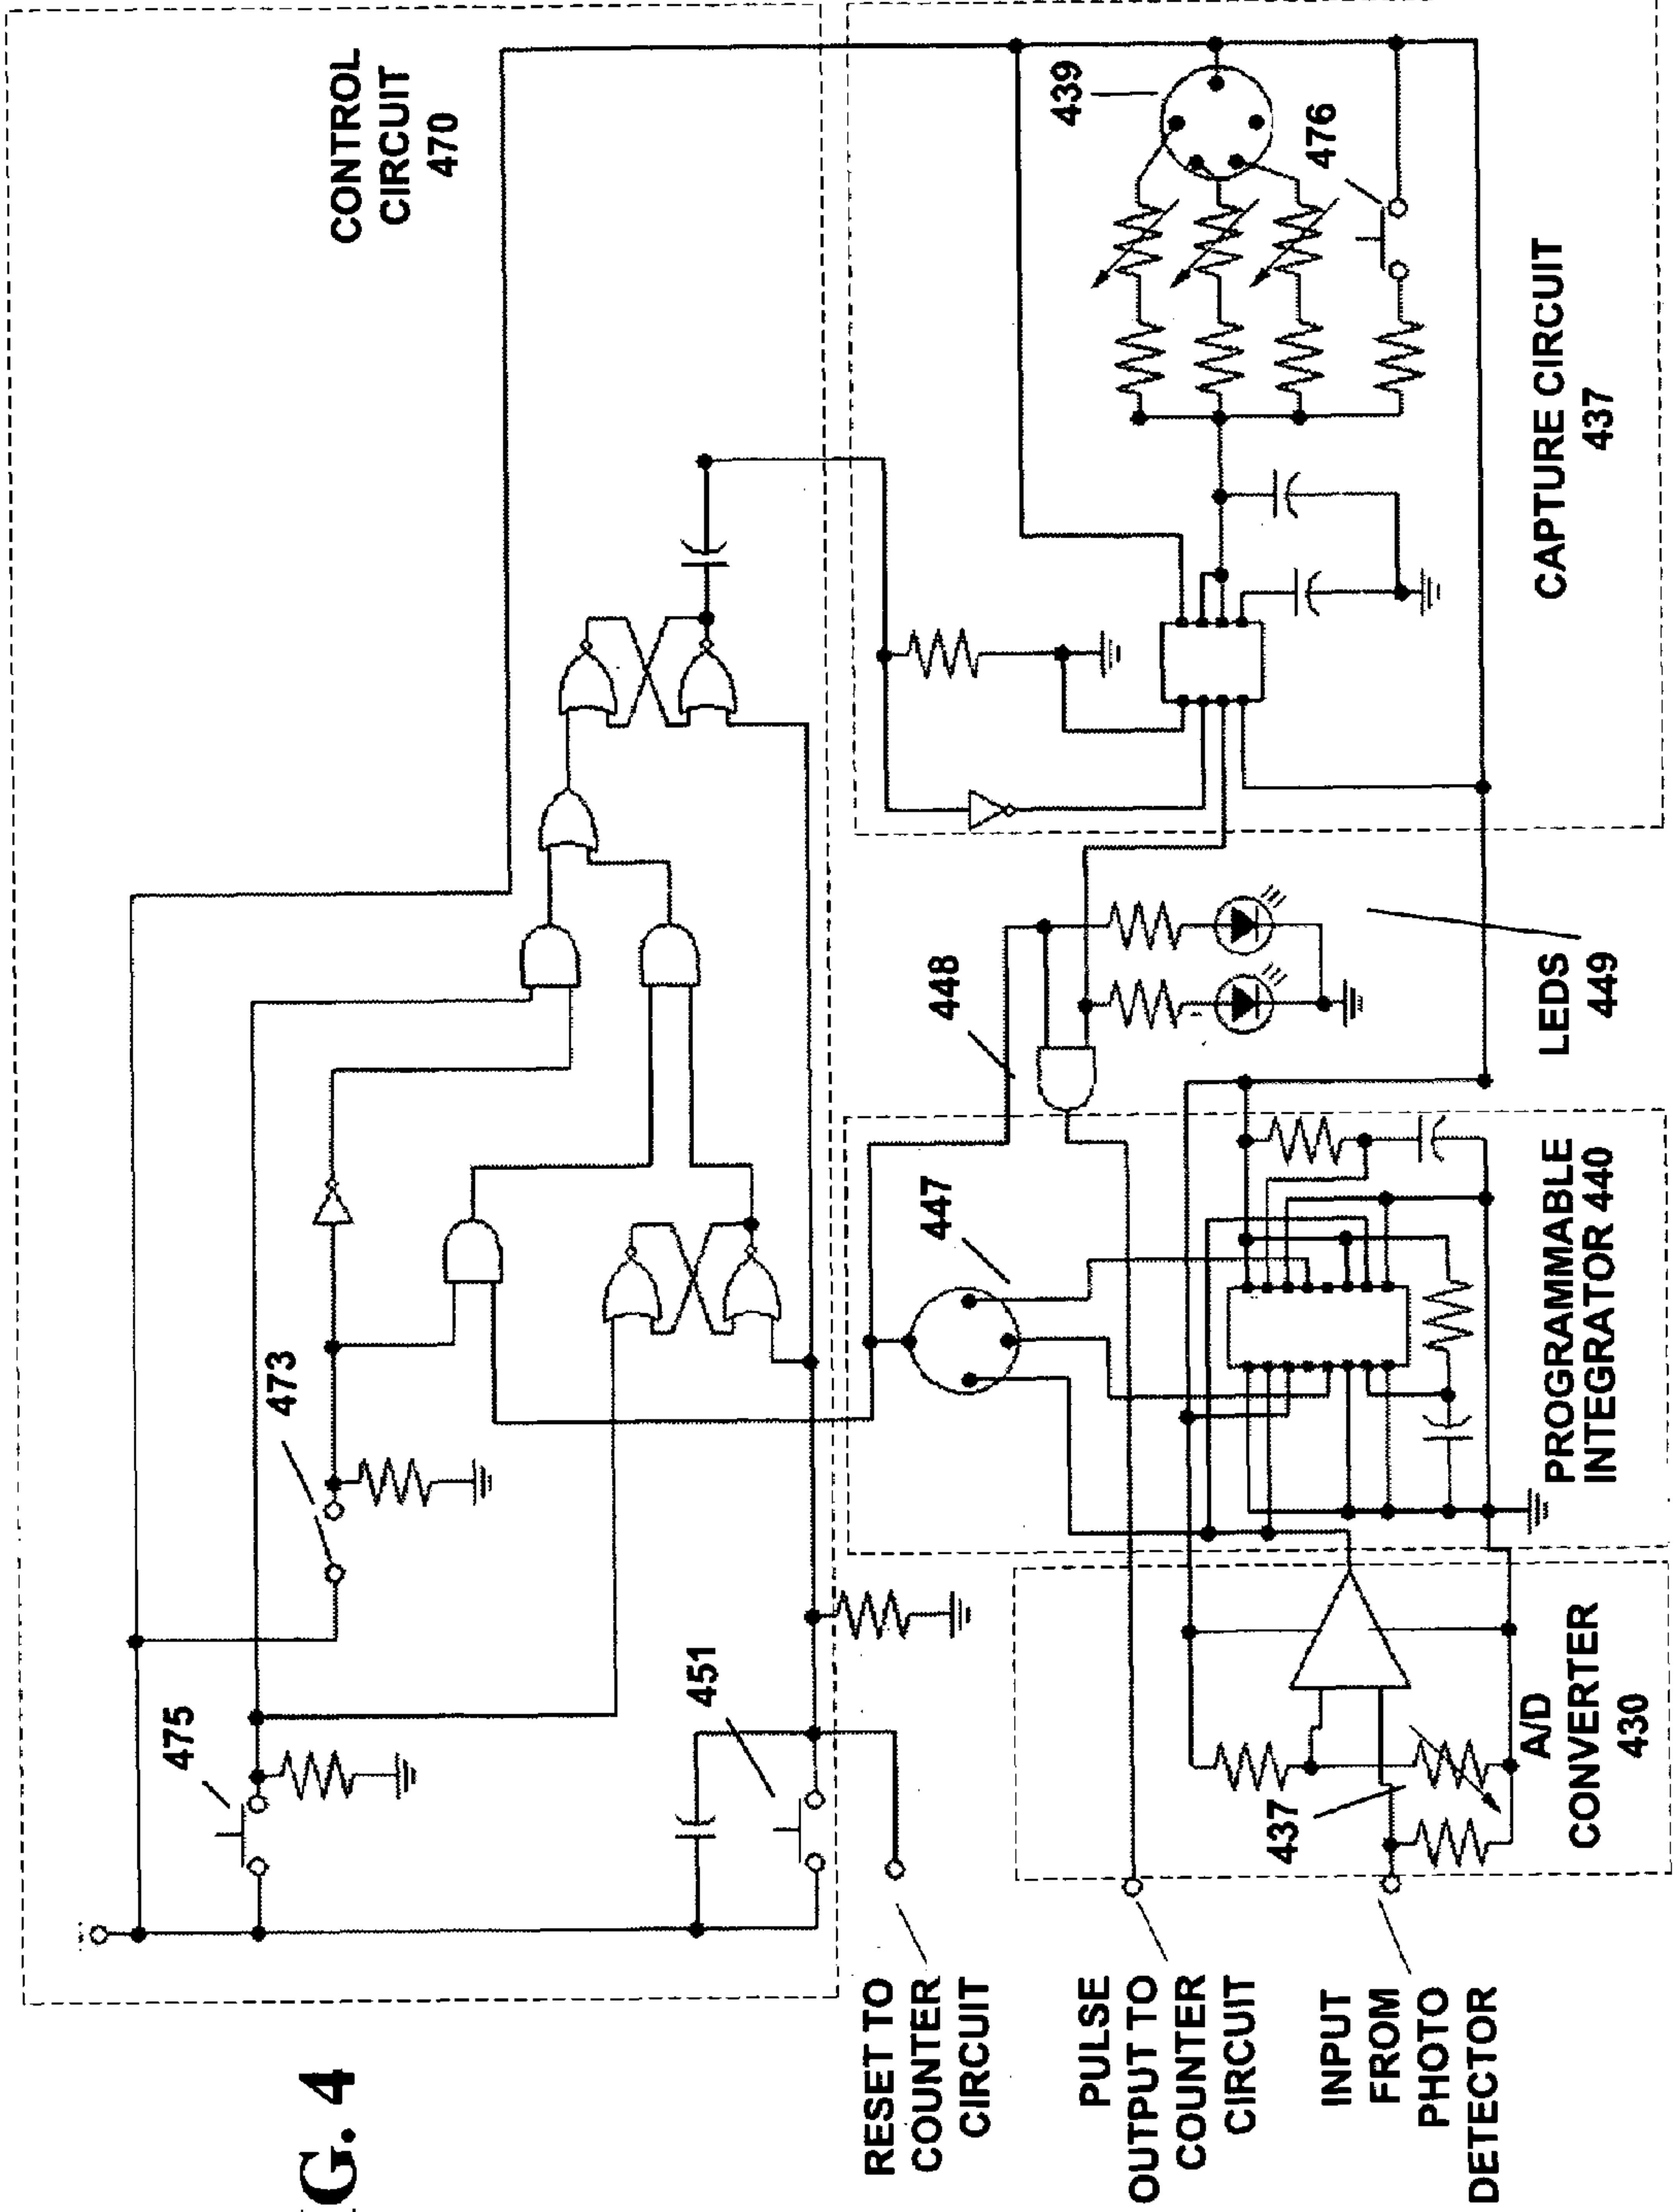 G. 4
CONTROL
CIRCUIT
470
475
473
451
RESET TO
COUNTER
CIRCUIT
PULSE
OUTPUT TO
COUNTER
CIRCUIT
INPUT
FROM
PHOTO
DETECTOR
437
A/D
CONVERTER
430
447
PROGRAMMABLE
INTEGRATOR 440
448
LEDS
449
439
476
CAPTURE CIRCUIT
437